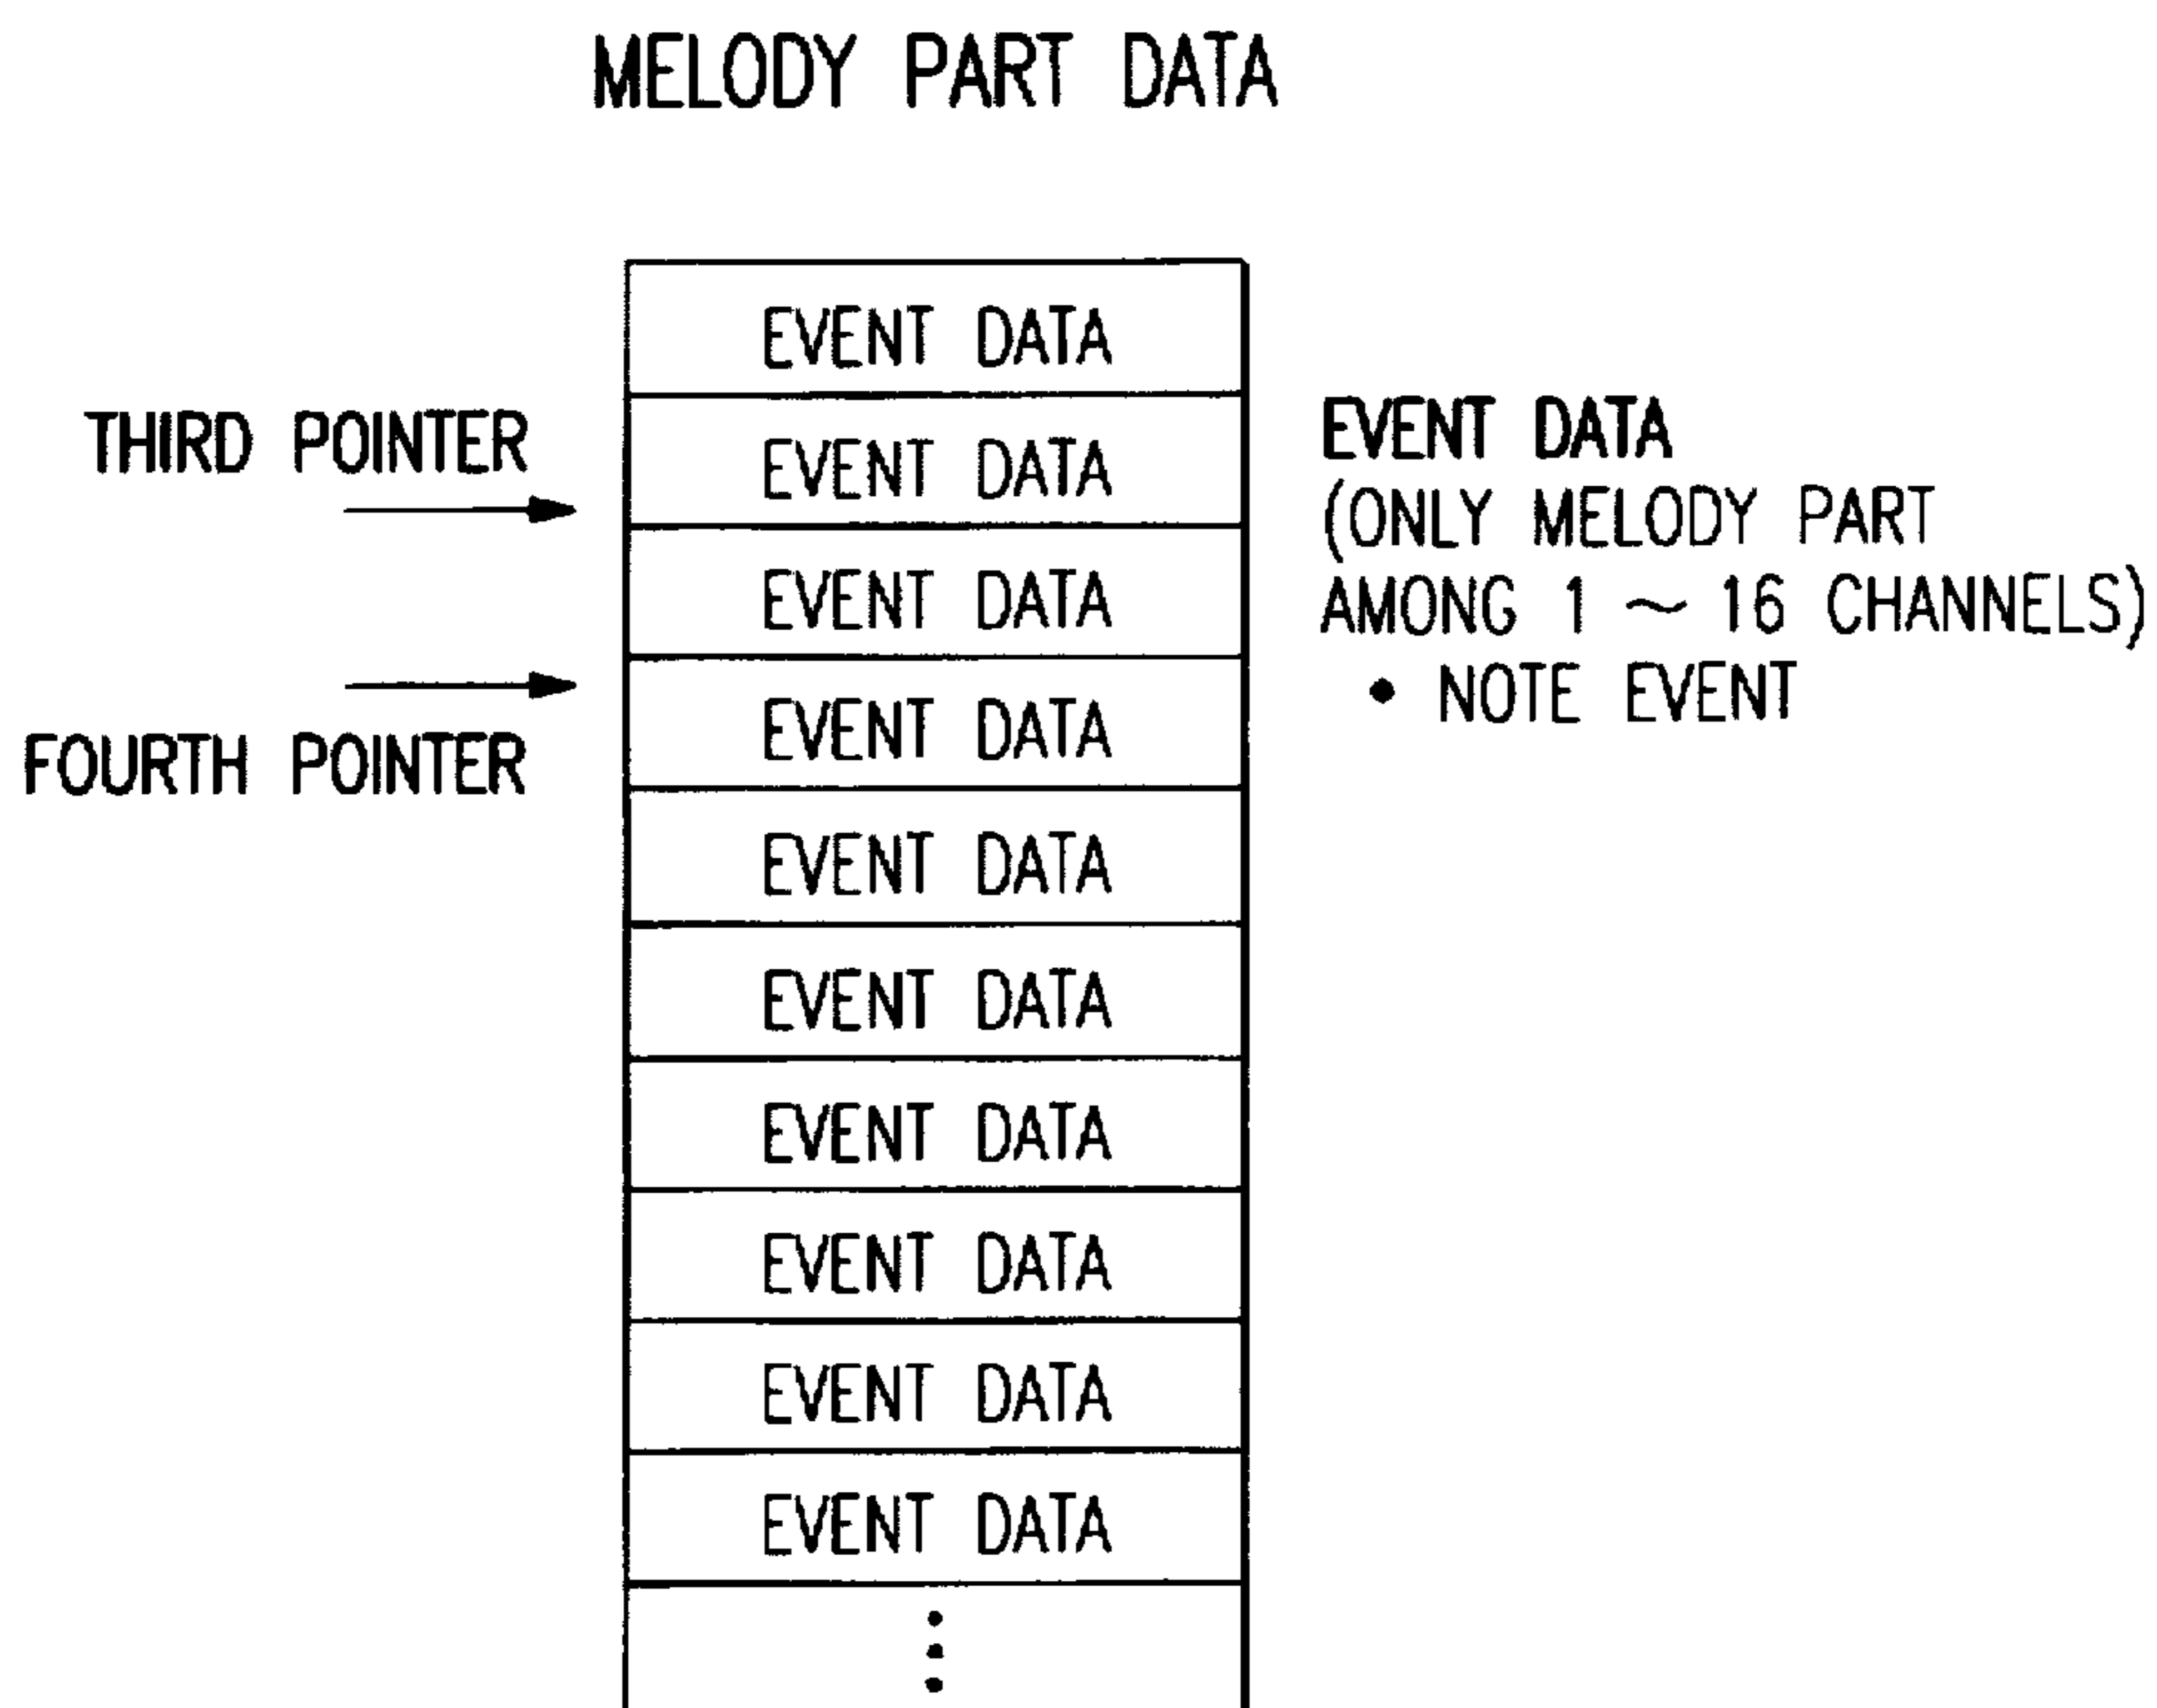 MELODY PART DATA
EVENT DATA
THIRD POINTER
EVENT DATA
EVENT DATA
FOURTH POINTER
EVENT DATA
EVENT DATA
EVENT DATA
EVENT DATA
EVENT DATA
EVENT DATA
EVENT DATA
EVENT DATA
(ONLY MELODY PART
AMONG 1 ~ 16 CHANNELS)
• NOTE EVENT